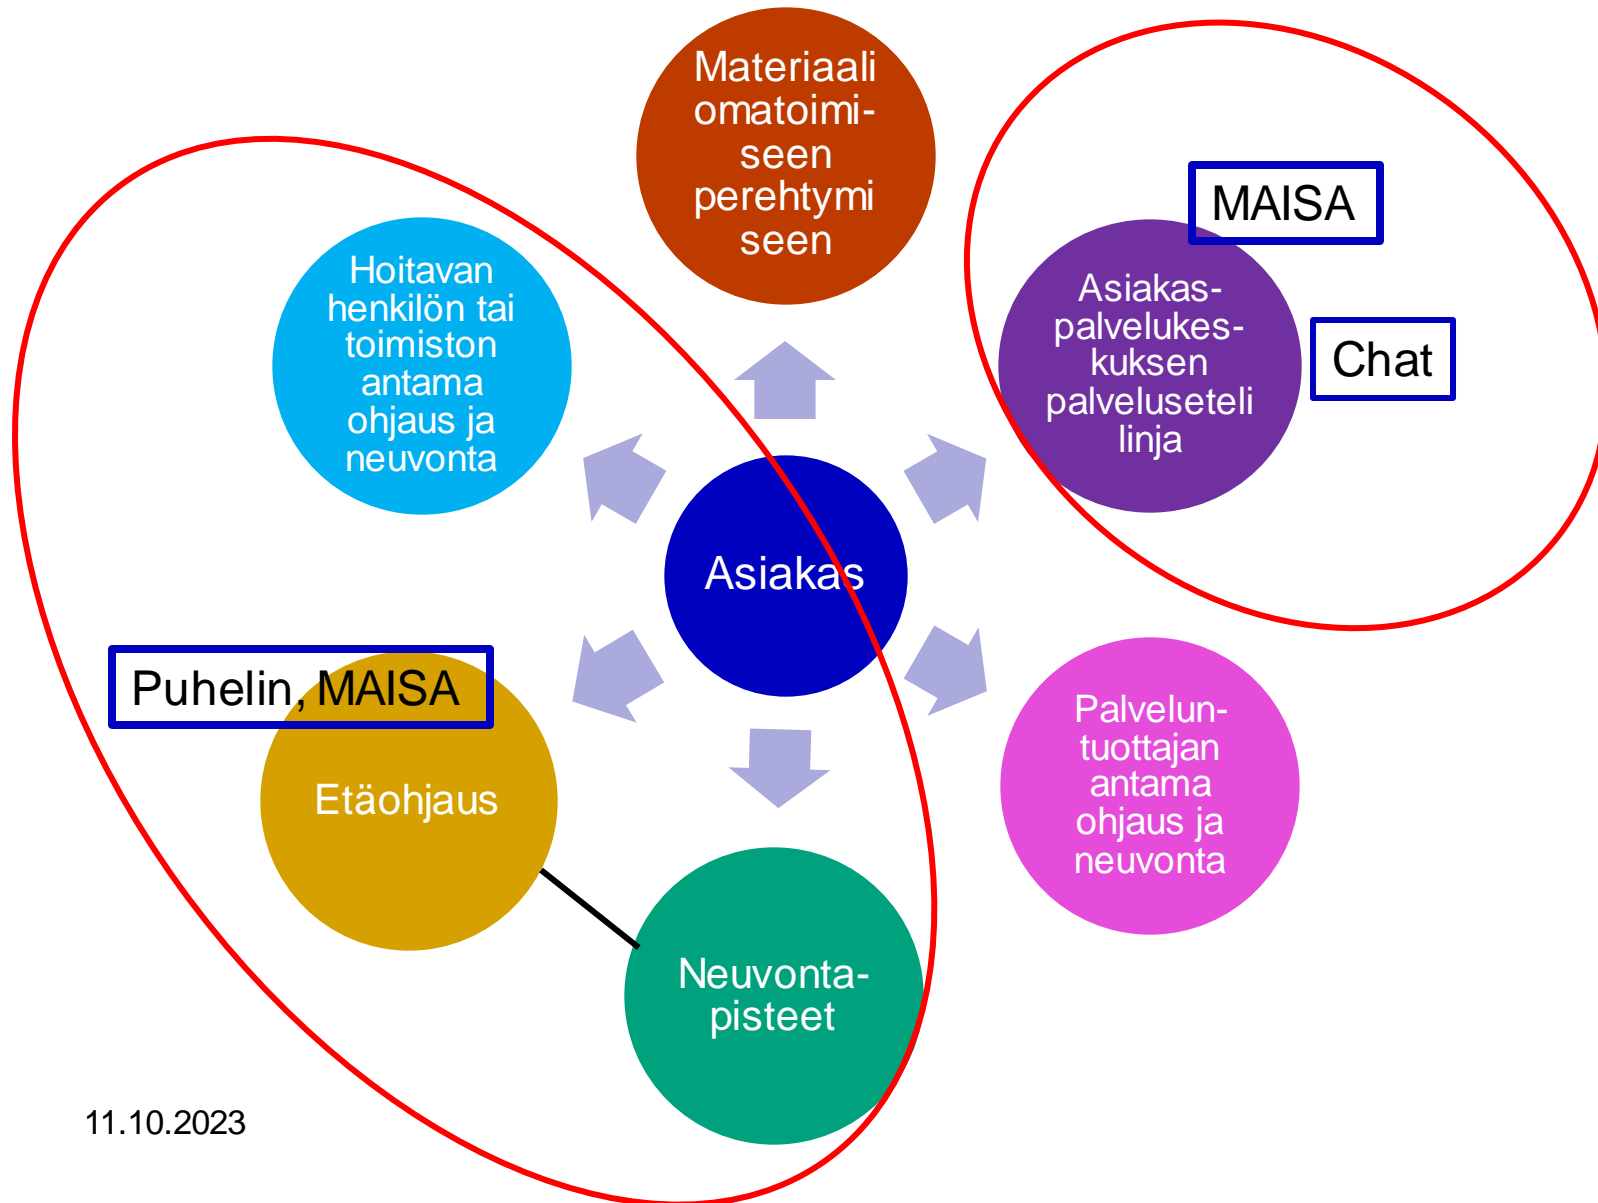 Materiaali
omatoimi-
seen
perehtymi
seen
MAISA
Hoitavan
henkilön tai
toimiston
antama
ohjaus ja
neuvonta
Asiakas-
palvelukes-
kuksen
palveluseteli
linja
Chat
Asiakas
Puhelin, MAISA
Etäohjaus
Palvelun-
tuottajan
antama
ohjaus ja
neuvonta
Neuvonta-
pisteet
11.10.2023